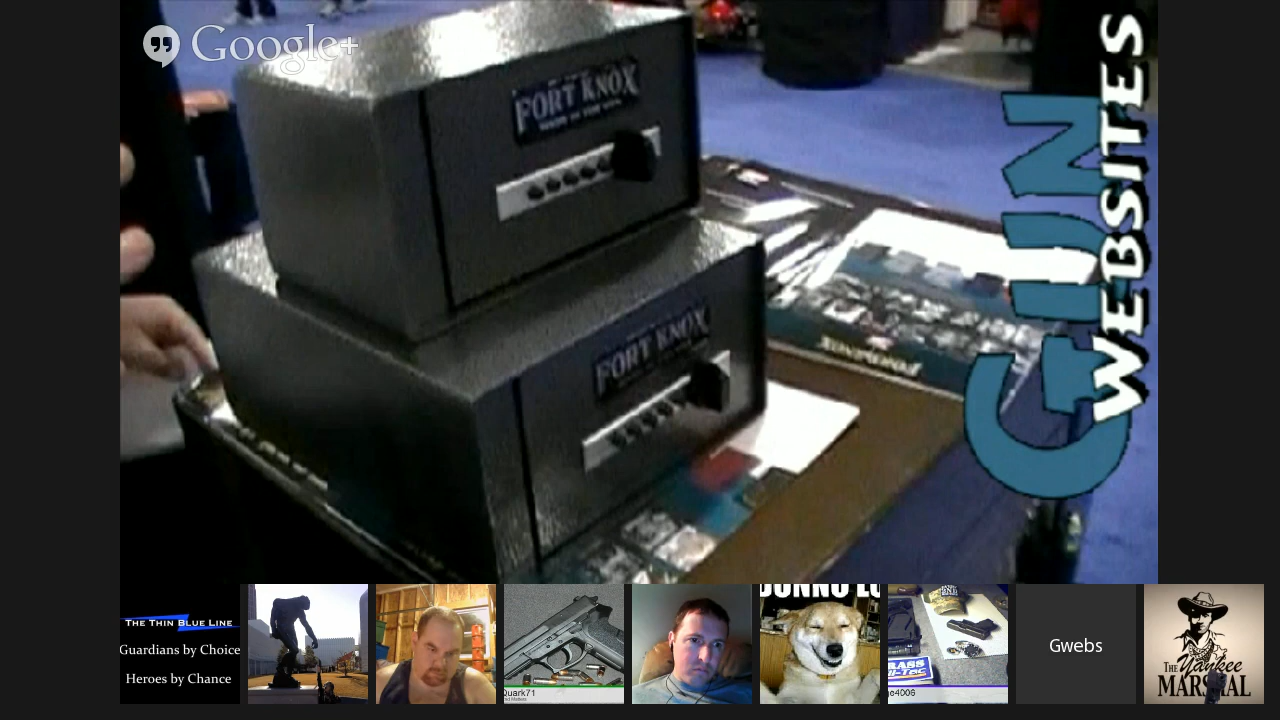 Google+
FORT KNOX
FORT KNOX
GUN
WEBSITES
THE THIN BLUE LINE
Guardians by Choice
Heroes by Chance
Quark71
e4006
Gwebs
THE Yankee
MARSHAL